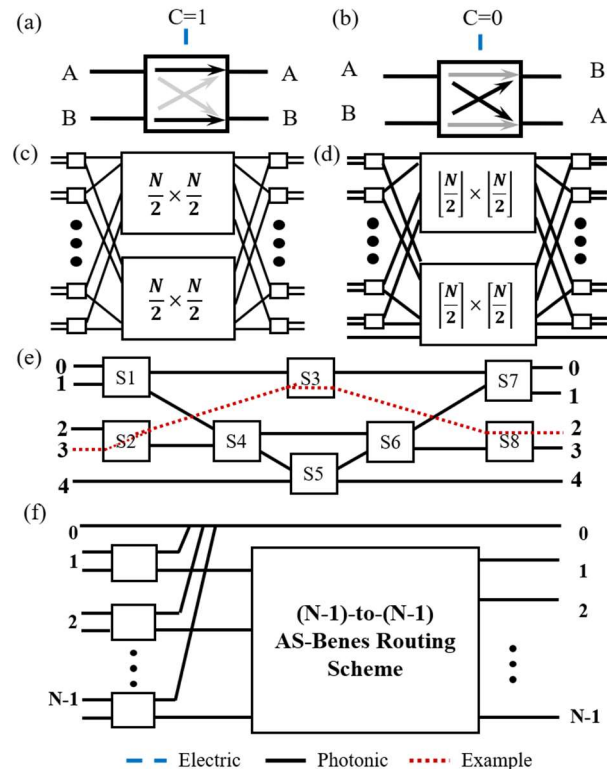 (a)
C=1
A A
B B
(b)
C=0
A B
B A
(c)
N/2 × N/2
N/2 × N/2
(d)
⌊N/2⌋ × ⌊N/2⌋
⌈N/2⌉ × ⌈N/2⌉
(e)
0 S1 S3 S7 0
1 1
2 S2 S4 S6 S8 2
3 3
4 S5 4
(f)
0 0
1 1
2 2
N-1 N-1
(N-1)-to-(N-1)
AS-Benes Routing
Scheme
Electric Photonic Example